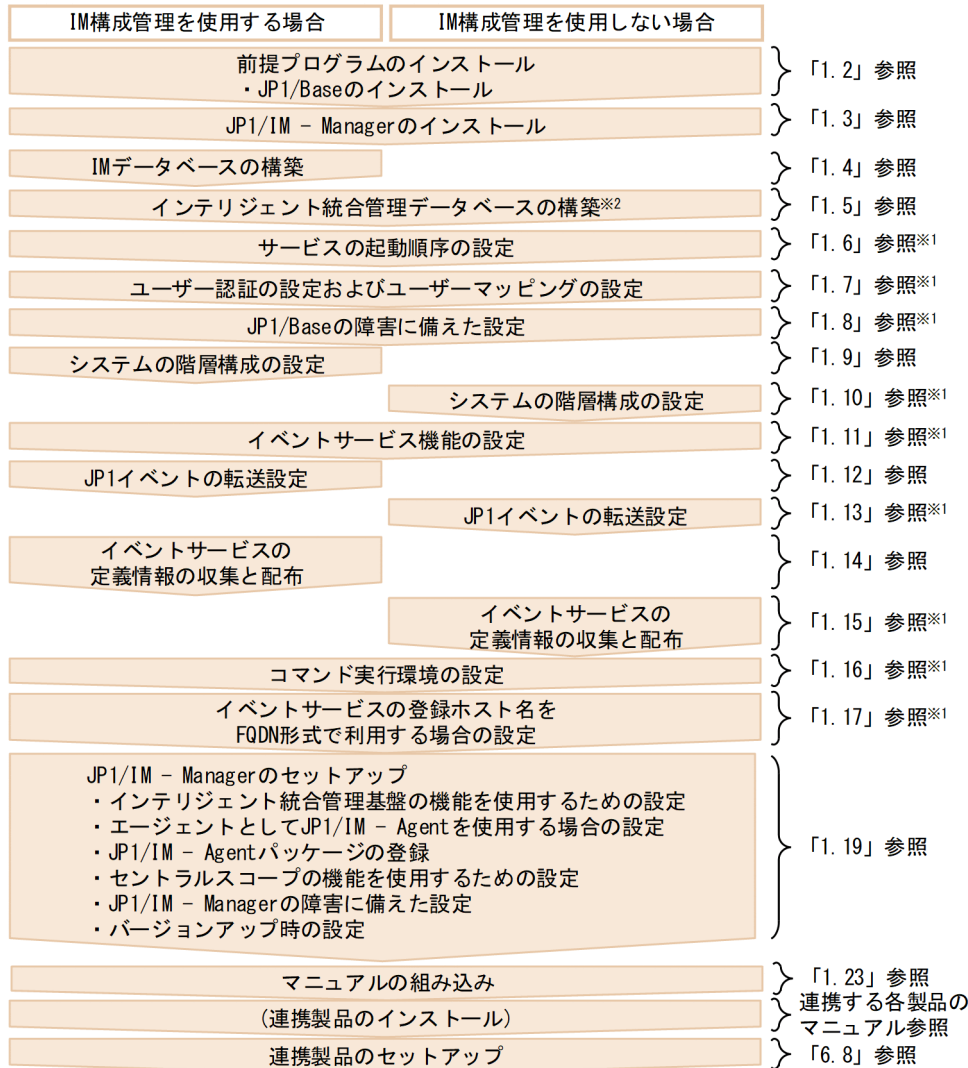 IM構成管理を使用する場合
IM構成管理を使用しない場合
前提プログラムのインストール
・JP1/Baseのインストール
「1.2」参照
JP1/IM - Managerのインストール
「1.3」参照
IMデータベースの構築
「1.4」参照
インテリジェント統合管理データベースの構築※2
「1.5」参照
サービスの起動順序の設定
「1.6」参照※1
ユーザー認証の設定およびユーザーマッピングの設定
「1.7」参照※1
JP1/Baseの障害に備えた設定
「1.8」参照※1
システムの階層構成の設定
「1.9」参照
システムの階層構成の設定
「1.10」参照※1
イベントサービス機能の設定
「1.11」参照※1
JP1イベントの転送設定
「1.12」参照
JP1イベントの転送設定
「1.13」参照※1
イベントサービスの
定義情報の収集と配布
「1.14」参照
イベントサービスの
定義情報の収集と配布
「1.15」参照※1
コマンド実行環境の設定
「1.16」参照※1
イベントサービスの登録ホスト名を
FQDN形式で利用する場合の設定
「1.17」参照※1
JP1/IM - Managerのセットアップ
・インテリジェント統合管理基盤の機能を使用するための設定
・エージェントとしてJP1/IM - Agentを使用する場合の設定
・JP1/IM - Agentパッケージの登録
・セントラルスコープの機能を使用するための設定
・JP1/IM - Managerの障害に備えた設定
・バージョンアップ時の設定
「1.19」参照
マニュアルの組み込み
「1.23」参照
(連携製品のインストール)
連携する各製品の
マニュアル参照
連携製品のセットアップ
「6.8」参照